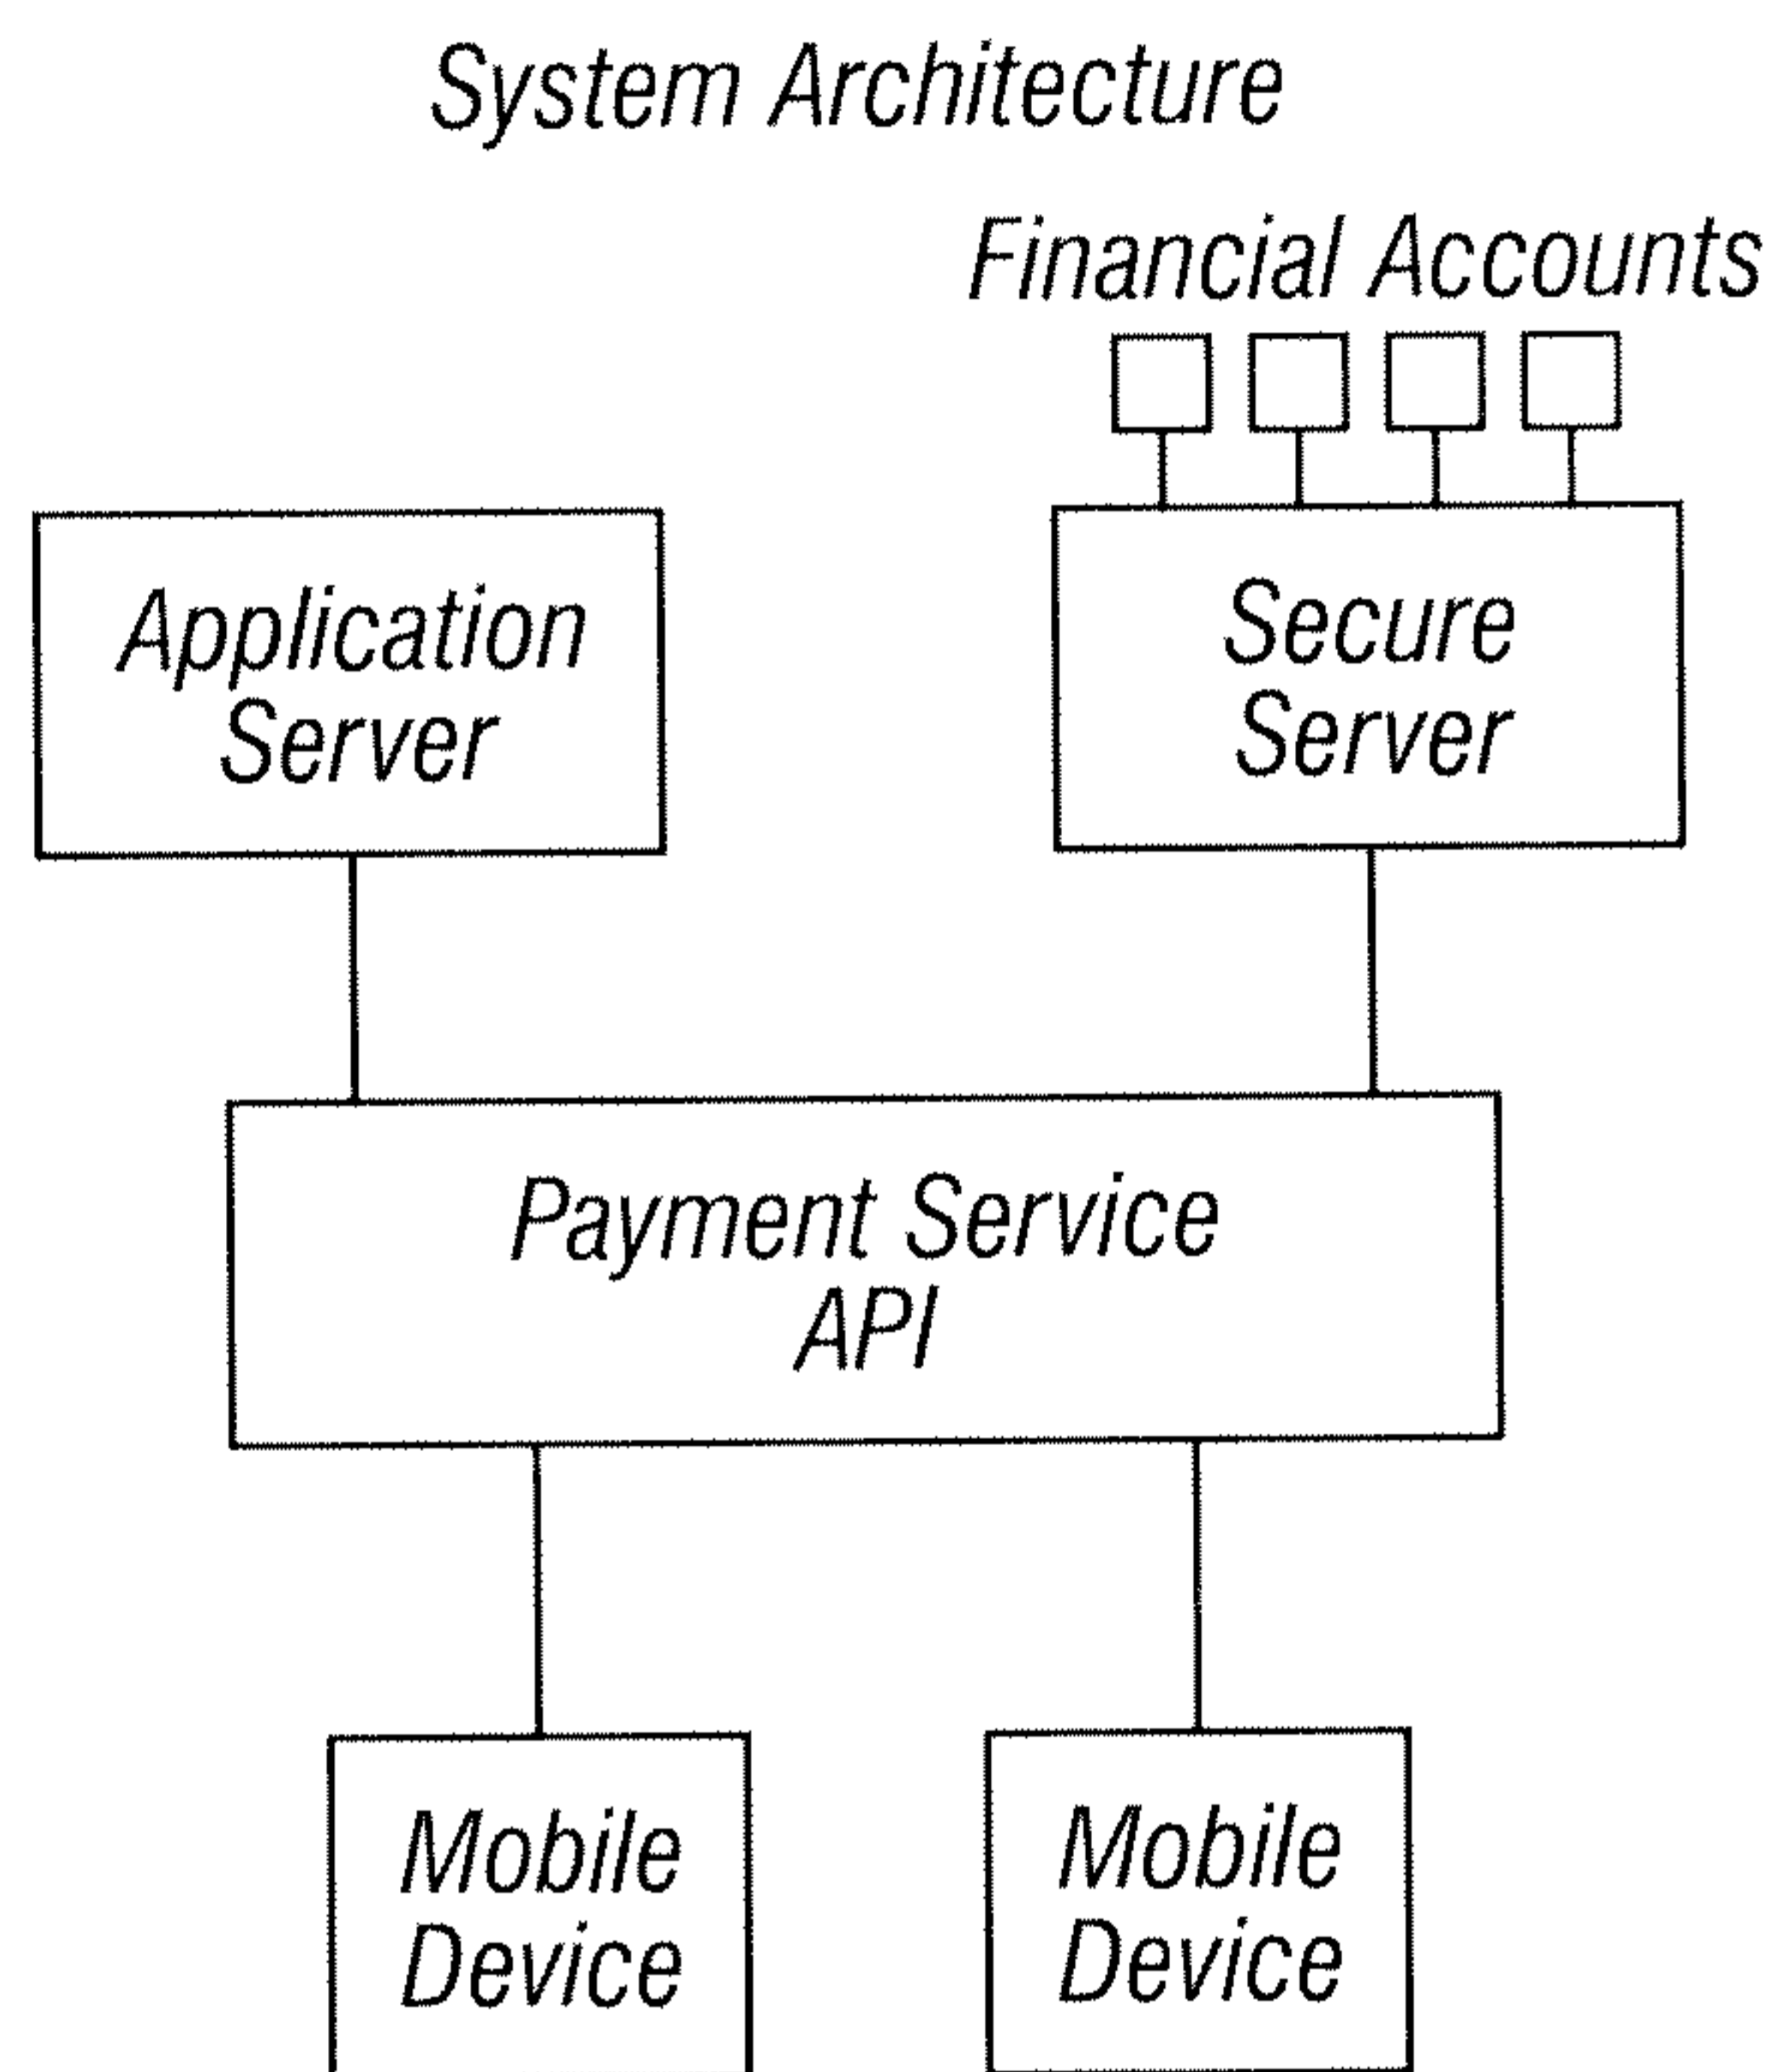 System Architecture
Financial Accounts
Application
Server
Secure
Server
Payment Service
API
Mobile
Device
Mobile
Device